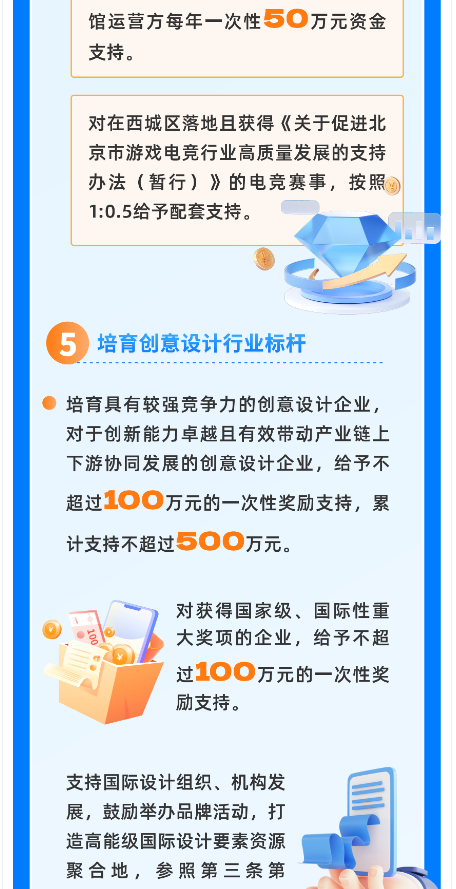 馆运营方每年一次性50万元资金
支持。
对在西城区落地且获得《关于促进北
京市游戏电竞行业高质量发展的支持
办法（暂行）》的电竞赛事，按照
1:0.5给予配套支持。
5 培育创意设计行业标杆
培育具有较强竞争力的创意设计企业，
对于创新能力卓越且有效带动产业链上
下游协同发展的创意设计企业，给予不
超过100万元的一次性奖励支持，累
计支持不超过500万元。
对获得国家级、国际性重
大奖项的企业，给予不超
过100万元的一次性奖
励支持。
支持国际设计组织、机构发
展，鼓励举办品牌活动，打
造高能级国际设计要素资源
聚合地，参照第三条第